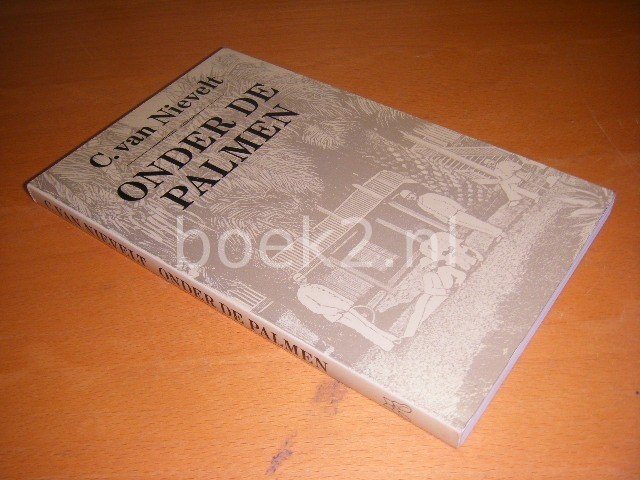 C. van Nievelt
ONDER DE
PALMEN
boek2.nl
C. VAN NIEVELT ONDER DE PALMEN